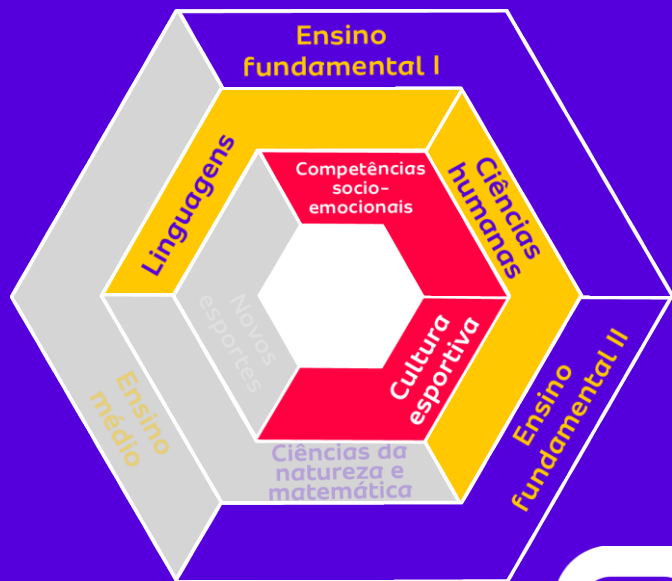 Ensino
fundamental I
Linguagens
Competências
socio-
emocionais
Ciências
humanas
Novos
esportes
Cultura
esportiva
Ensino
médio
Ciências da
natureza e
matemática
Ensino
fundamental II